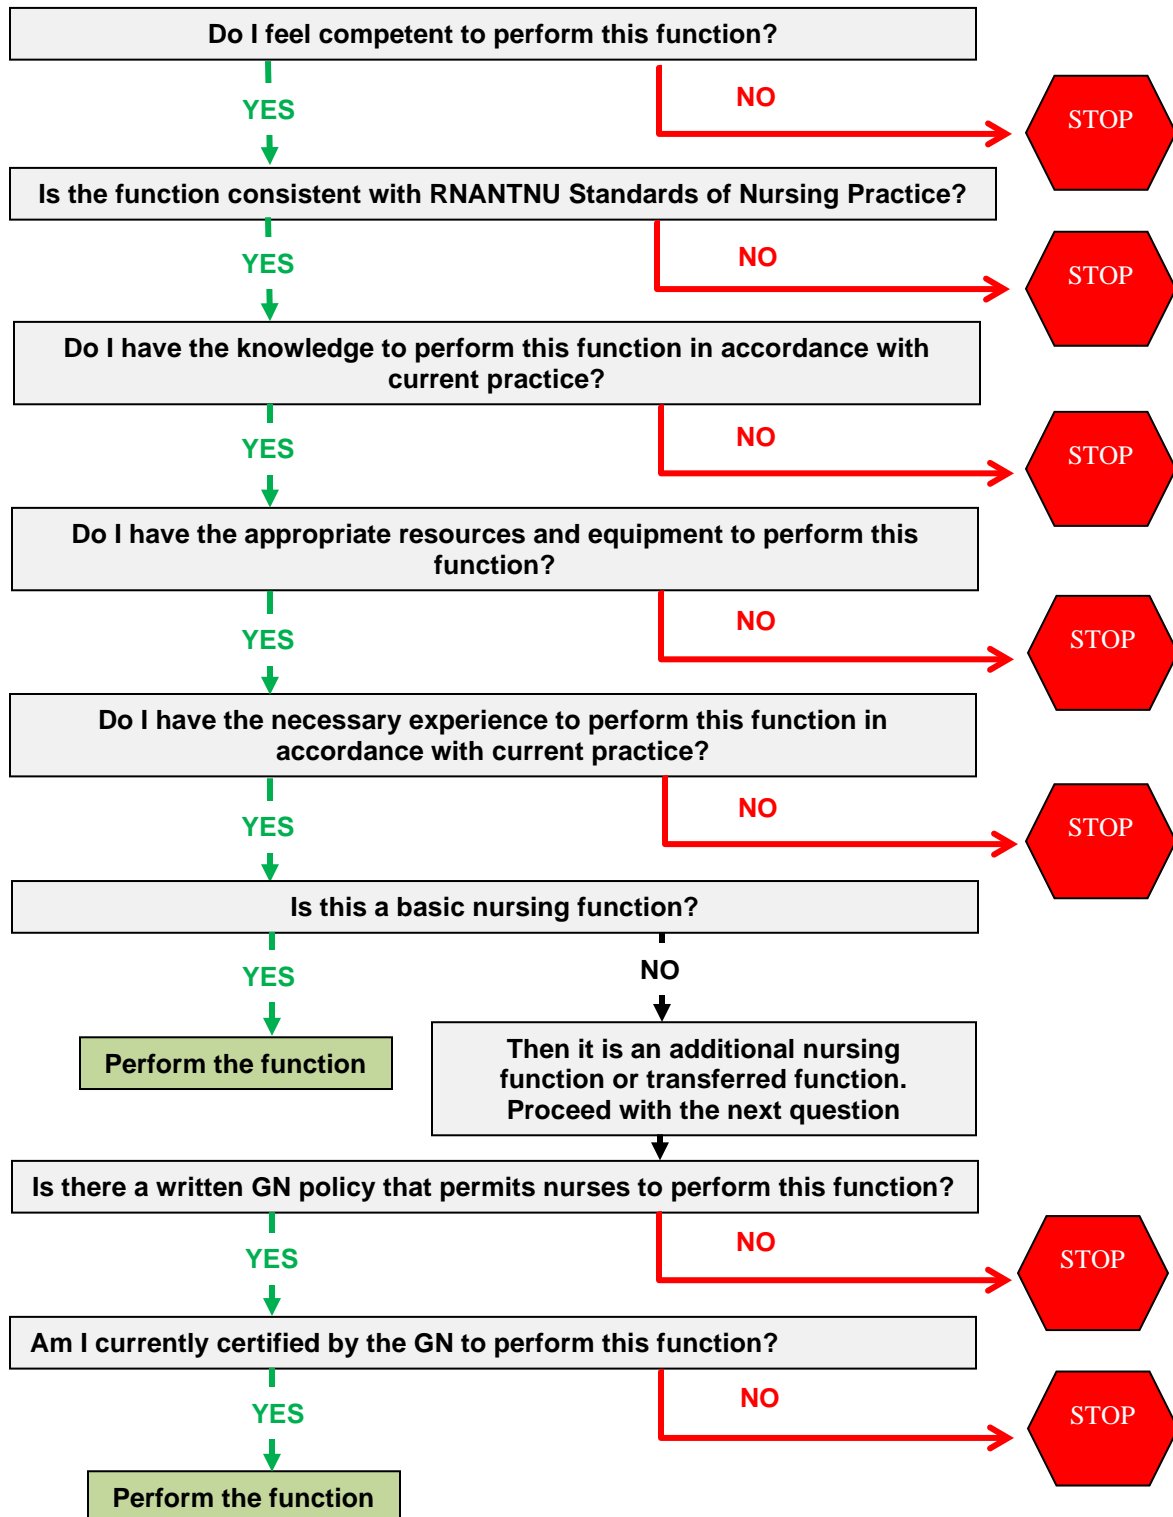 Do I feel competent to perform this function?
YES
NO
STOP
Is the function consistent with RNANTNU Standards of Nursing Practice?
YES
NO
STOP
Do I have the knowledge to perform this function in accordance with
current practice?
YES
NO
STOP
Do I have the appropriate resources and equipment to perform this
function?
YES
NO
STOP
Do I have the necessary experience to perform this function in
accordance with current practice?
YES
NO
STOP
Is this a basic nursing function?
YES
NO
Perform the function
Then it is an additional nursing
function or transferred function.
Proceed with the next question
Is there a written GN policy that permits nurses to perform this function?
YES
NO
STOP
Am I currently certified by the GN to perform this function?
YES
NO
STOP
Perform the function